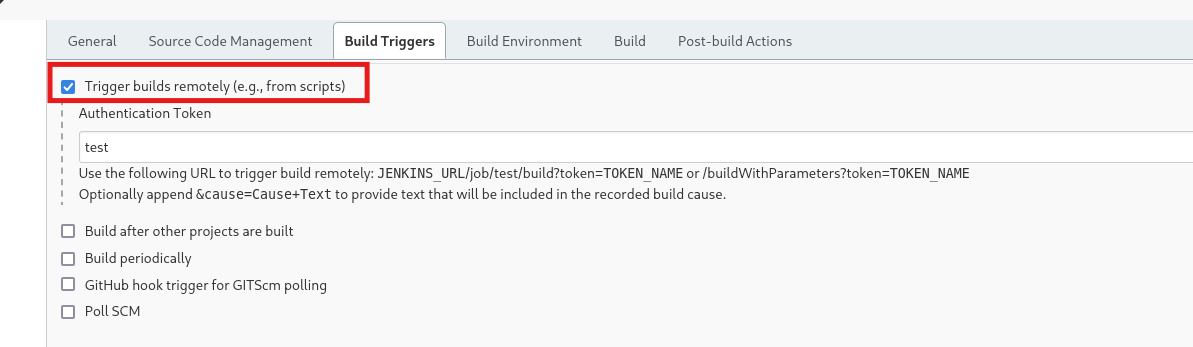 General Source Code Management Build Triggers Build Environment Build Post-build Actions
Trigger builds remotely (e.g., from scripts)
Authentication Token
test
Use the following URL to trigger build remotely: JENKINS_URL/job/test/build?token=TOKEN_NAME or /buildWithParameters?token=TOKEN_NAME
Optionally append &cause=Cause+Text to provide text that will be included in the recorded build cause.
Build after other projects are built
Build periodically
GitHub hook trigger for GITScm polling
Poll SCM